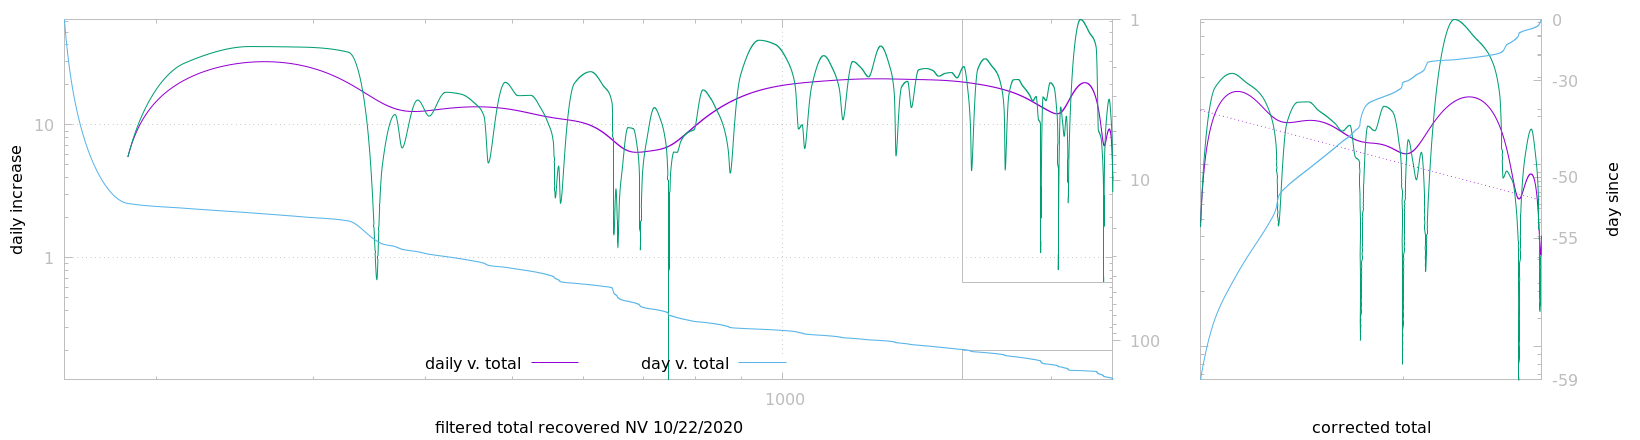 daily increase
10
1
daily v. total
day v. total
1
10
100
1000
filtered total recovered NV 10/22/2020
0
-30
-50
-55
-59
day since
corrected total